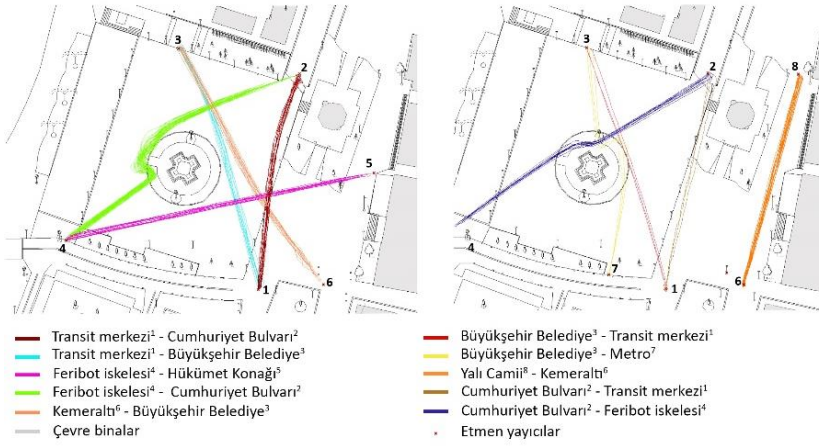 3
2
5
4
1
6
3
2
8
4
7
1
6
Transit merkezi¹ - Cumhuriyet Bulvarı²
Transit merkezi¹ - Büyükşehir Belediye³
Feribot iskelesi⁴ - Hükümet Konağı⁵
Feribot iskelesi⁴ - Cumhuriyet Bulvarı²
Kemeraltı⁶ - Büyükşehir Belediye³
Çevre binalar
Büyükşehir Belediye³ - Transit merkezi¹
Büyükşehir Belediye³ - Metro⁷
Yalı Camii⁸ - Kemeraltı⁶
Cumhuriyet Bulvarı² - Transit merkezi¹
Cumhuriyet Bulvarı² - Feribot iskelesi⁴
Etmen yayıcılar